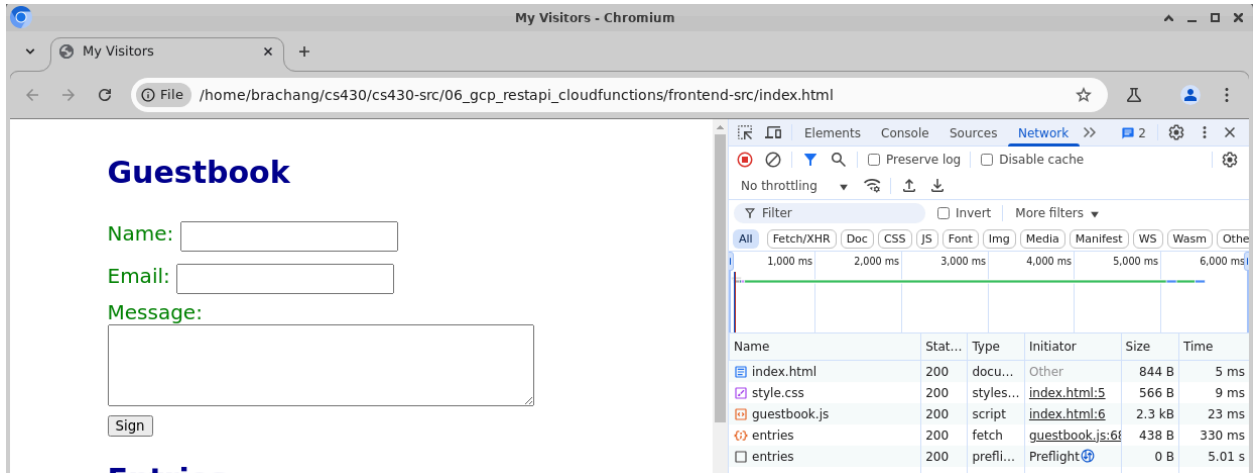 My Visitors - Chromium
My Visitors
File /home/brachang/cs430/cs430-src/06_gcp_restapi_cloudfunctions/frontend-src/index.html
Guestbook
Name:
Email:
Message:
Sign
Elements Console Sources Network 2
Preserve log Disable cache
No throttling
Filter Invert More filters
All Fetch/XHR Doc CSS JS Font Img Media Manifest WS Wasm Othe
1,000 ms 2,000 ms 3,000 ms 4,000 ms 5,000 ms 6,000 ms
Name Stat... Type Initiator Size Time
index.html 200 docu... Other 844 B 5 ms
style.css 200 styles... index.html:5 566 B 9 ms
guestbook.js 200 script index.html:6 2.3 kB 23 ms
entries 200 fetch guestbook.js:68 438 B 330 ms
entries 200 prefli... Preflight 0 B 5.01 s